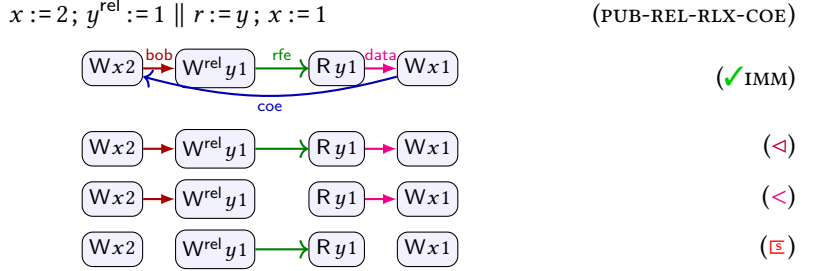 x := 2; y^rel := 1 ∥ r := y; x := 1 (PUB-REL-RLX-COE)
bob rfe data
Wx2 W^rel y1 Ry1 Wx1 (✓IMM)
coe
Wx2 W^rel y1 Ry1 Wx1 (⊲)
Wx2 W^rel y1 Ry1 Wx1 (<)
Wx2 W^rel y1 Ry1 Wx1 (s)